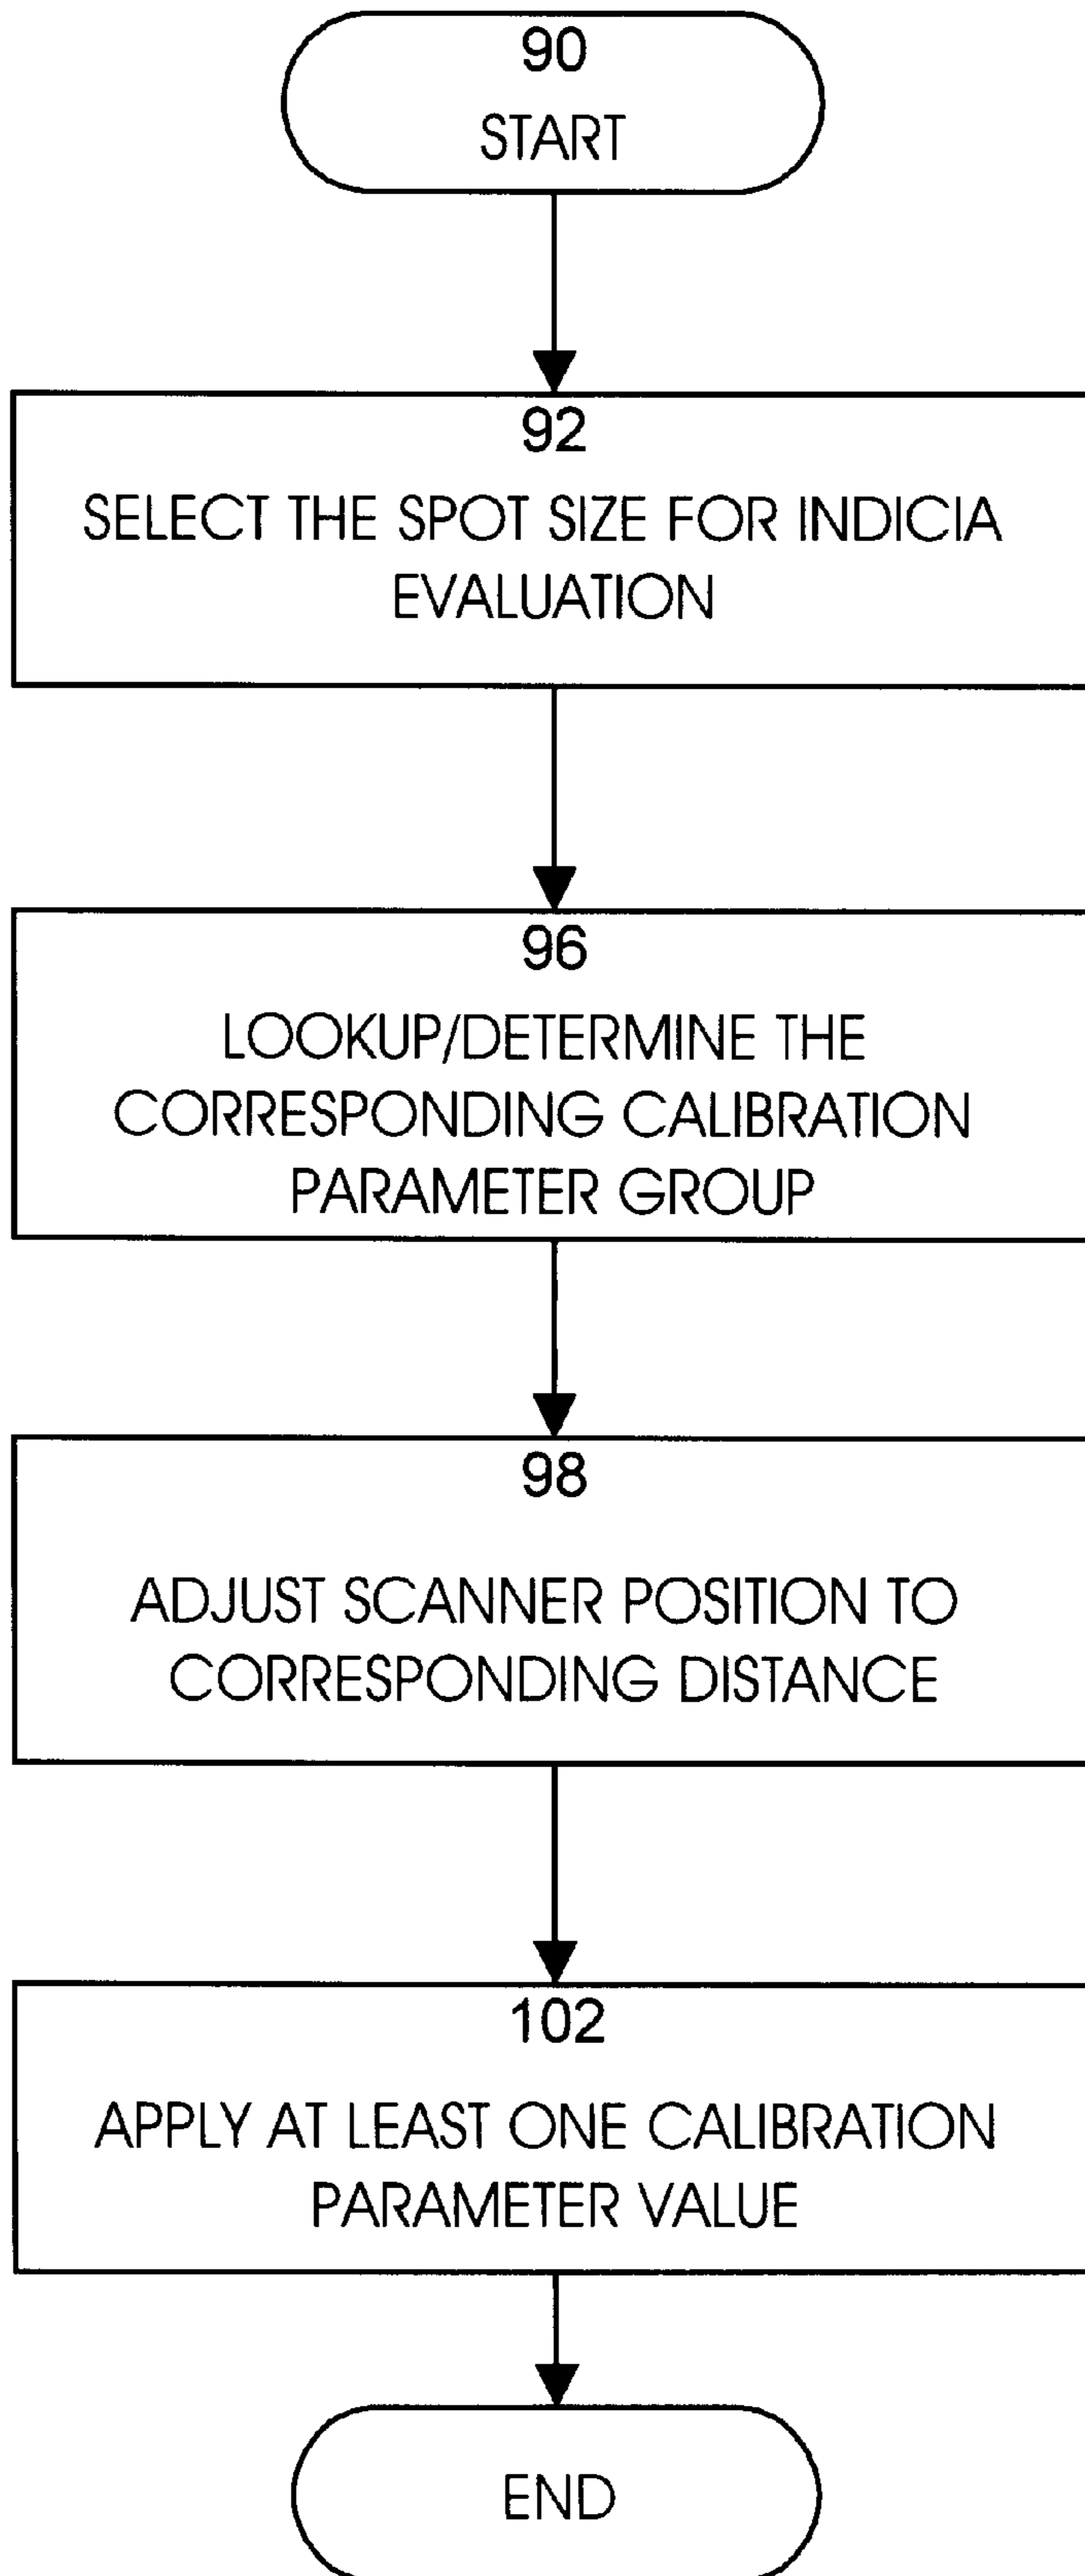 90
START
92
SELECT THE SPOT SIZE FOR INDICIA
EVALUATION
96
LOOKUP/DETERMINE THE
CORRESPONDING CALIBRATION
PARAMETER GROUP
98
ADJUST SCANNER POSITION TO
CORRESPONDING DISTANCE
102
APPLY AT LEAST ONE CALIBRATION
PARAMETER VALUE
END